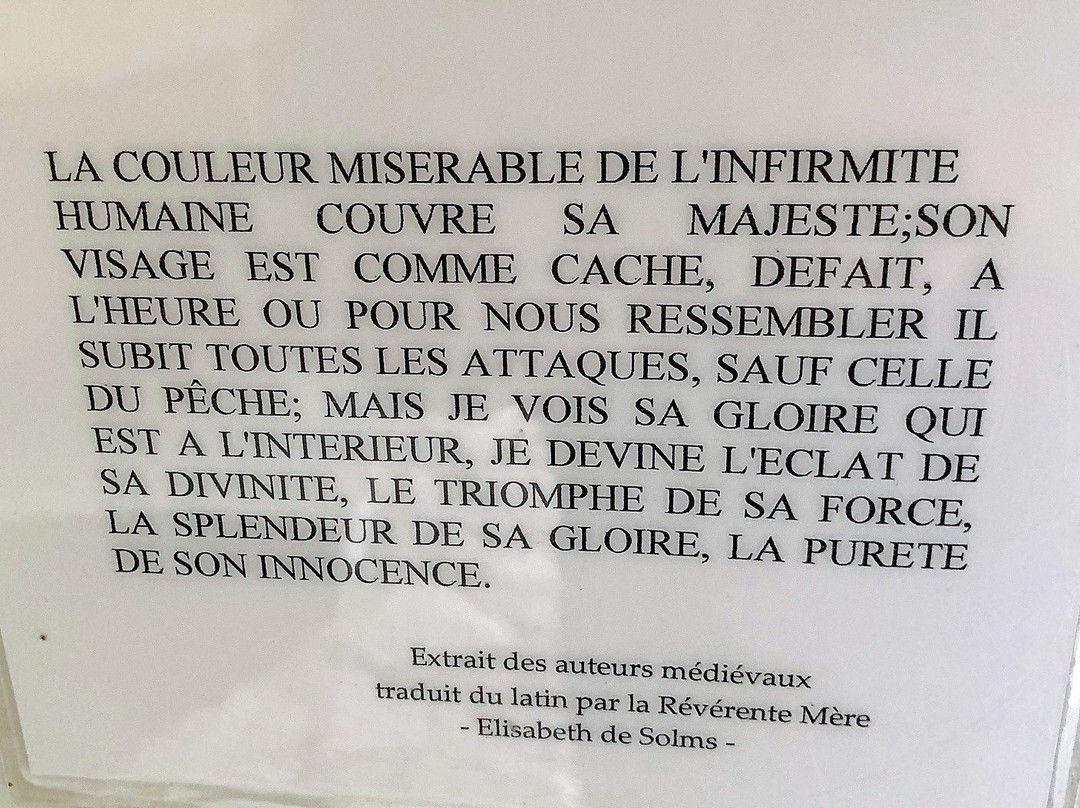 LA COULEUR MISERABLE DE L'INFIRMITE
HUMAINE COUVRE SA MAJESTE;SON
VISAGE EST COMME CACHE, DEFAIT, A
L'HEURE OU POUR NOUS RESSEMBLER IL
SUBIT TOUTES LES ATTAQUES, SAUF CELLE
DU PÊCHE; MAIS JE VOIS SA GLOIRE QUI
EST A L'INTERIEUR, JE DEVINE L'ECLAT DE
SA DIVINITE, LE TRIOMPHE DE SA FORCE,
LA SPLENDEUR DE SA GLOIRE, LA PURETE
DE SON INNOCENCE.
Extrait des auteurs médiévaux
traduit du latin par la Révérente Mère
- Elisabeth de Solms -